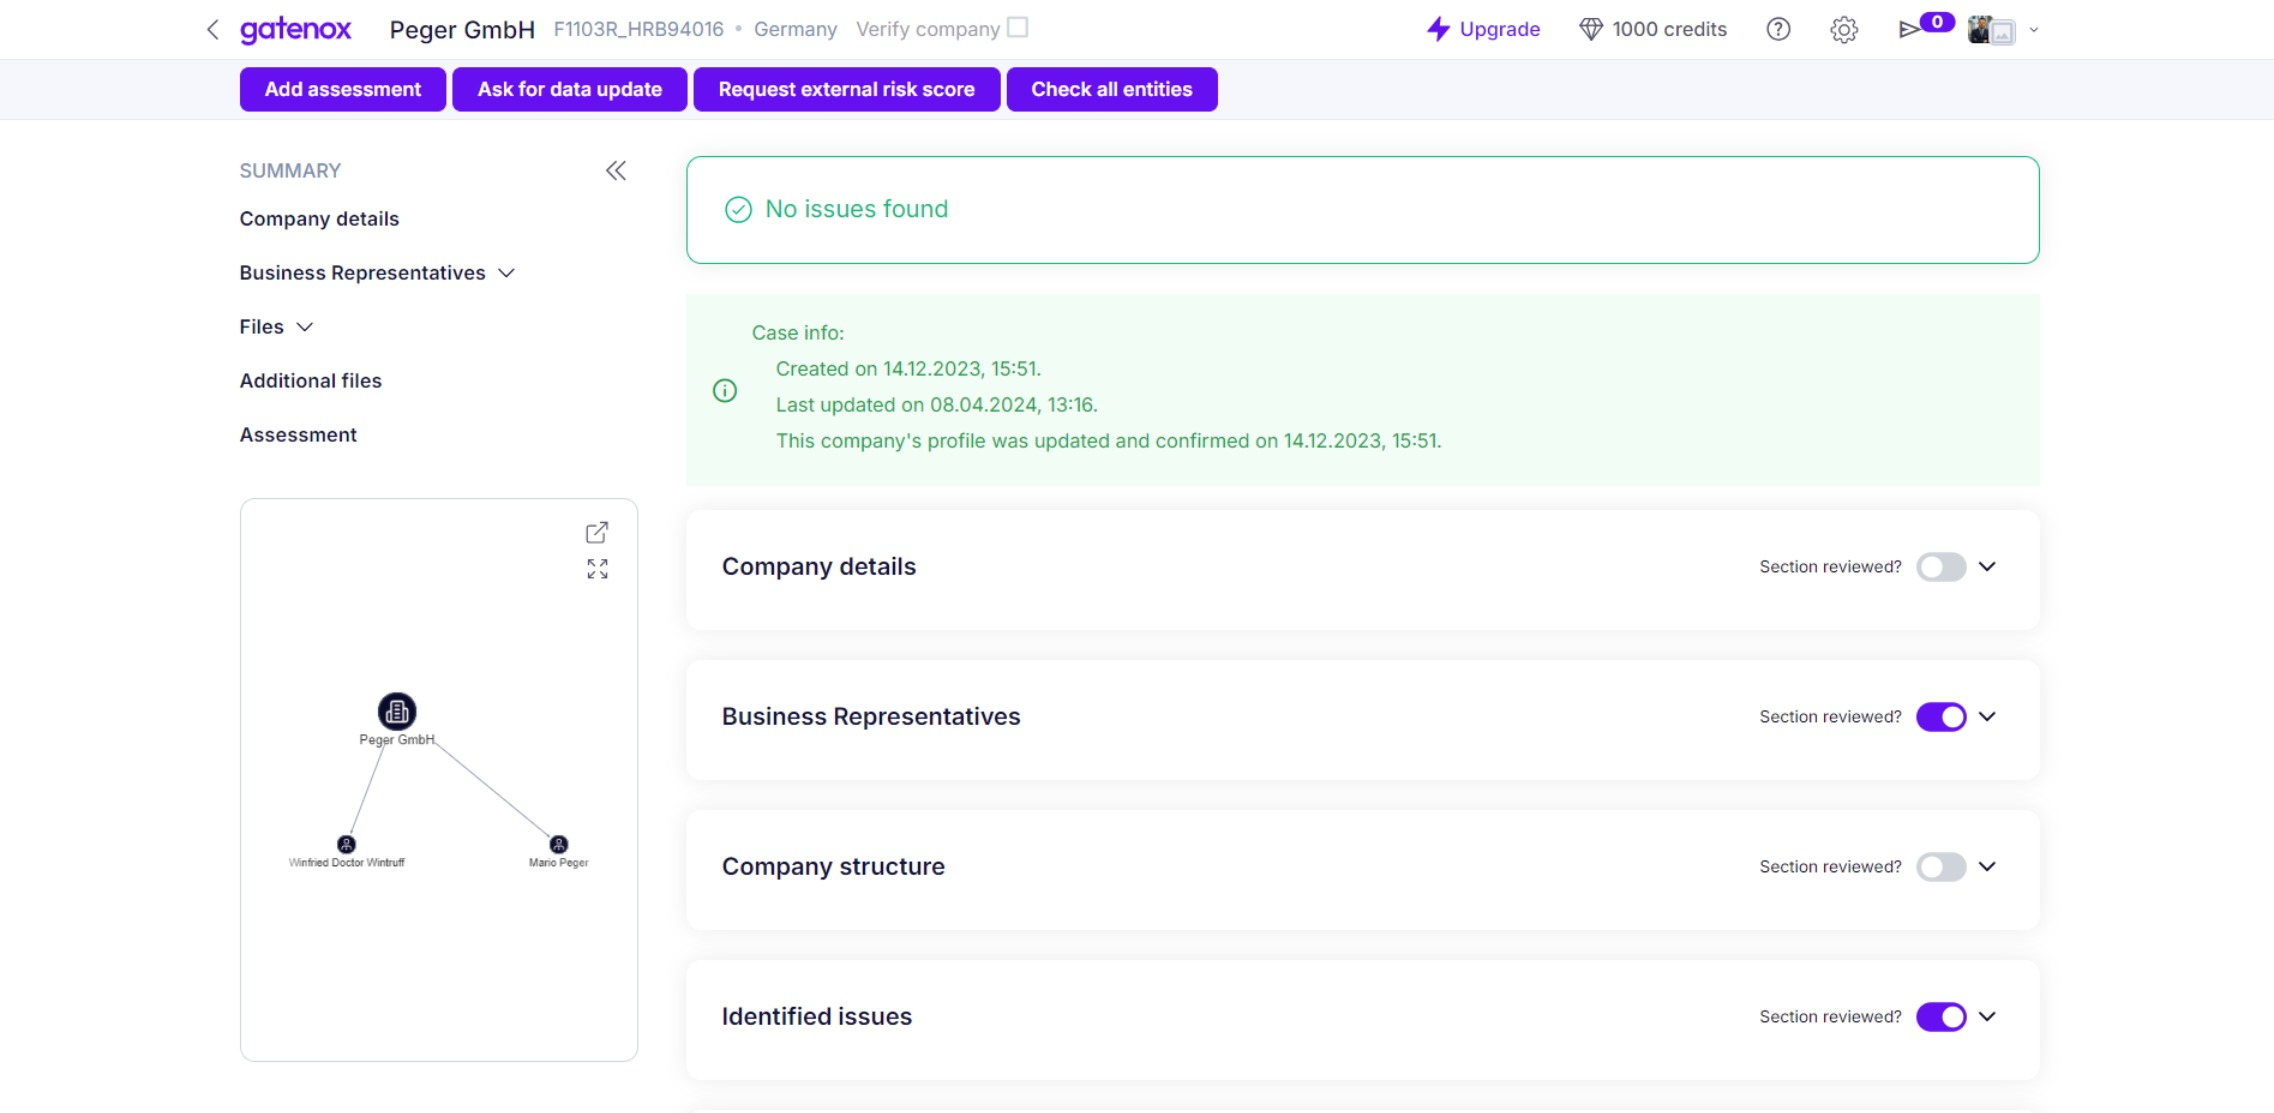 gatenox Peger GmbH F1103R_HRB94016 • Germany Verify company Upgrade 1000 credits 0
Add assessment Ask for data update Request external risk score Check all entities
SUMMARY
Company details
Business Representatives
Files
Additional files
Assessment
Peger GmbH
Winfried Doctor Wintruff
Mario Peger
No issues found
Case info:
Created on 14.12.2023, 15:51.
Last updated on 08.04.2024, 13:16.
This company's profile was updated and confirmed on 14.12.2023, 15:51.
Company details Section reviewed?
Business Representatives Section reviewed?
Company structure Section reviewed?
Identified issues Section reviewed?